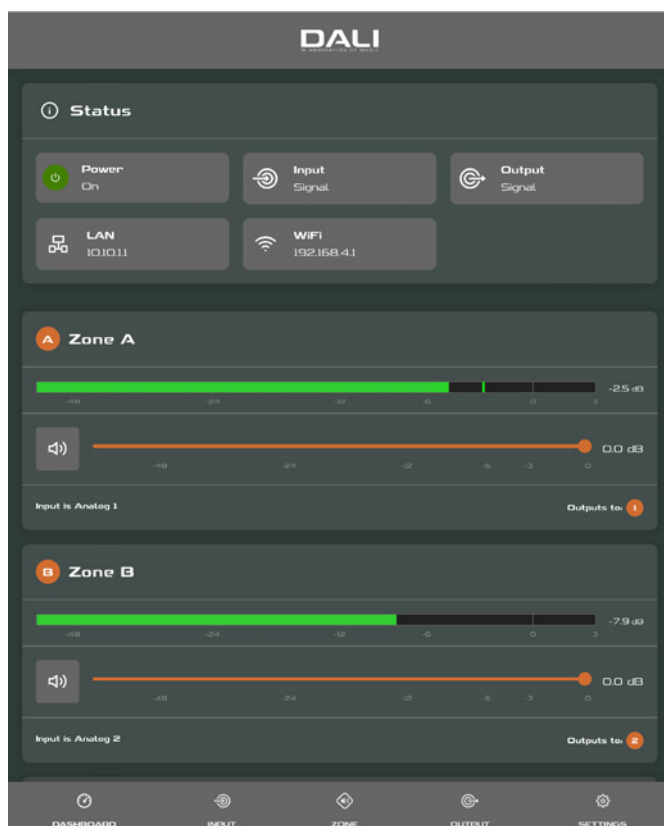 DALI
Status
Power
On
Input
Signal
Output
Signal
LAN
10.10.1.1
WiFi
192.168.4.1
A Zone A
-2.5 dB
-48 -24 -12 -6 0 3
0.0 dB
-48 -24 -12 -6 -3 0
Input is Analog 1
Outputs to: 1
B Zone B
-7.9 dB
-48 -24 -12 -6 0 3
0.0 dB
-48 -24 -12 -6 -3 0
Input is Analog 2
Outputs to: 2
DASHBOARD INPUT ZONE OUTPUT SETTINGS